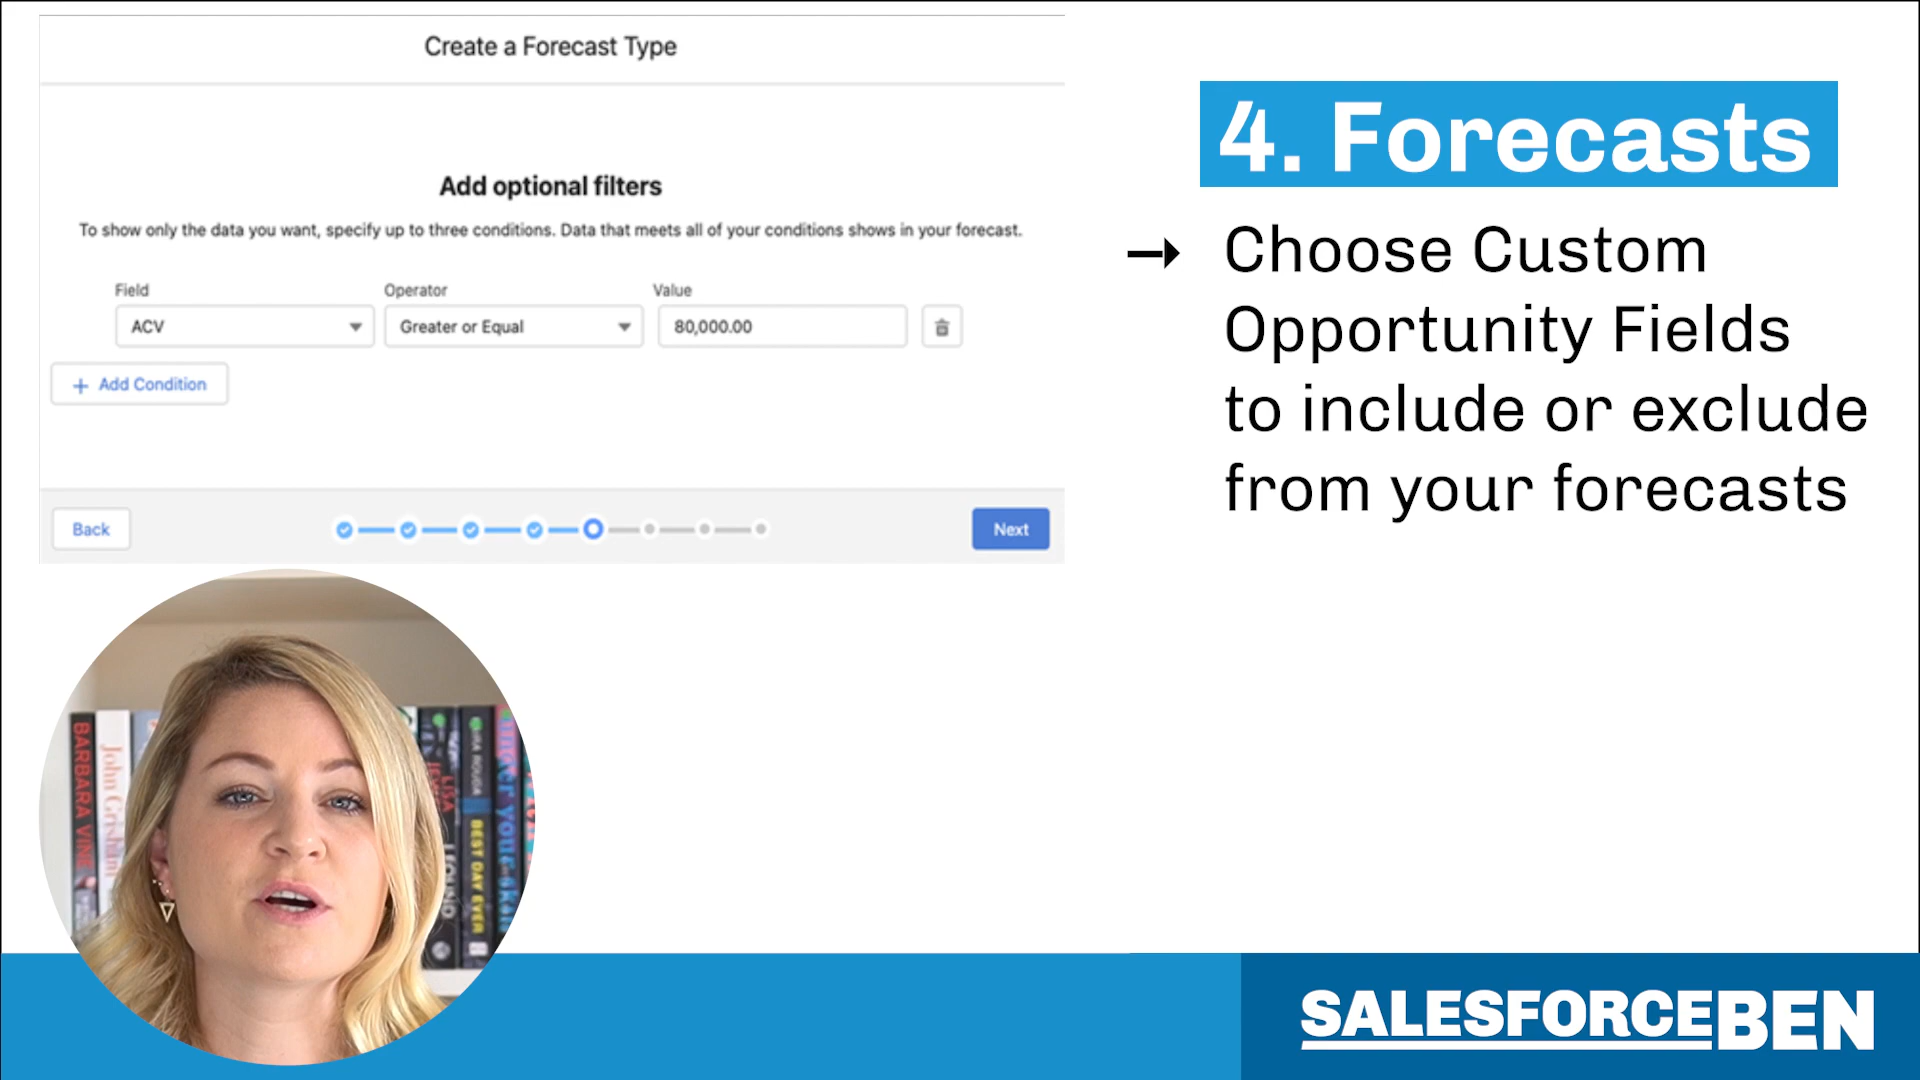 Create a Forecast Type
Add optional filters
To show only the data you want, specify up to three conditions. Data that meets all of your conditions shows in your forecast.
Field
Operator
Value
ACV
Greater or Equal
80,000.00
+ Add Condition
Back
Next
4. Forecasts
→ Choose Custom
Opportunity Fields
to include or exclude
from your forecasts
BARBARA VINE
John Grisham
LISA
BEST DAY EVER
SALESFORCEBEN